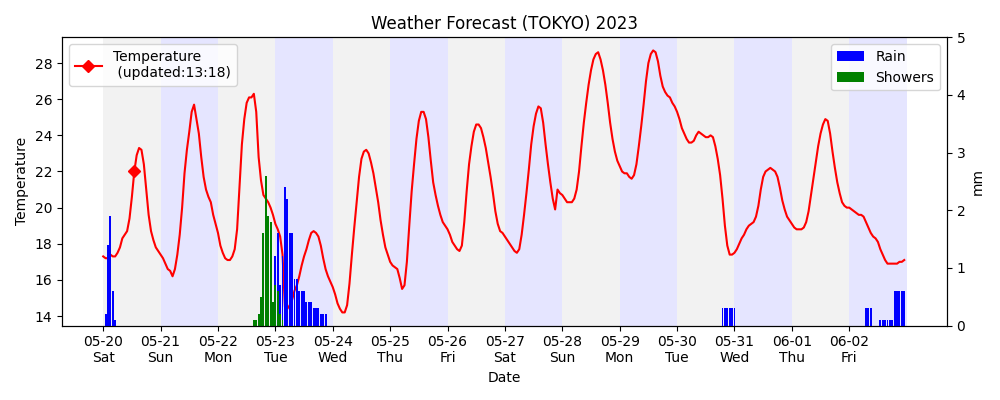 Weather Forecast (TOKYO) 2023
Temperature
(updated:13:18)
Rain
Showers
Temperature
28
26
24
22
20
18
16
14
5
4
3
2
1
0
mm
05-20 05-21 05-22 05-23 05-24 05-25 05-26 05-27 05-28 05-29 05-30 05-31 06-01 06-02
Sat Sun Mon Tue Wed Thu Fri Sat Sun Mon Tue Wed Thu Fri
Date